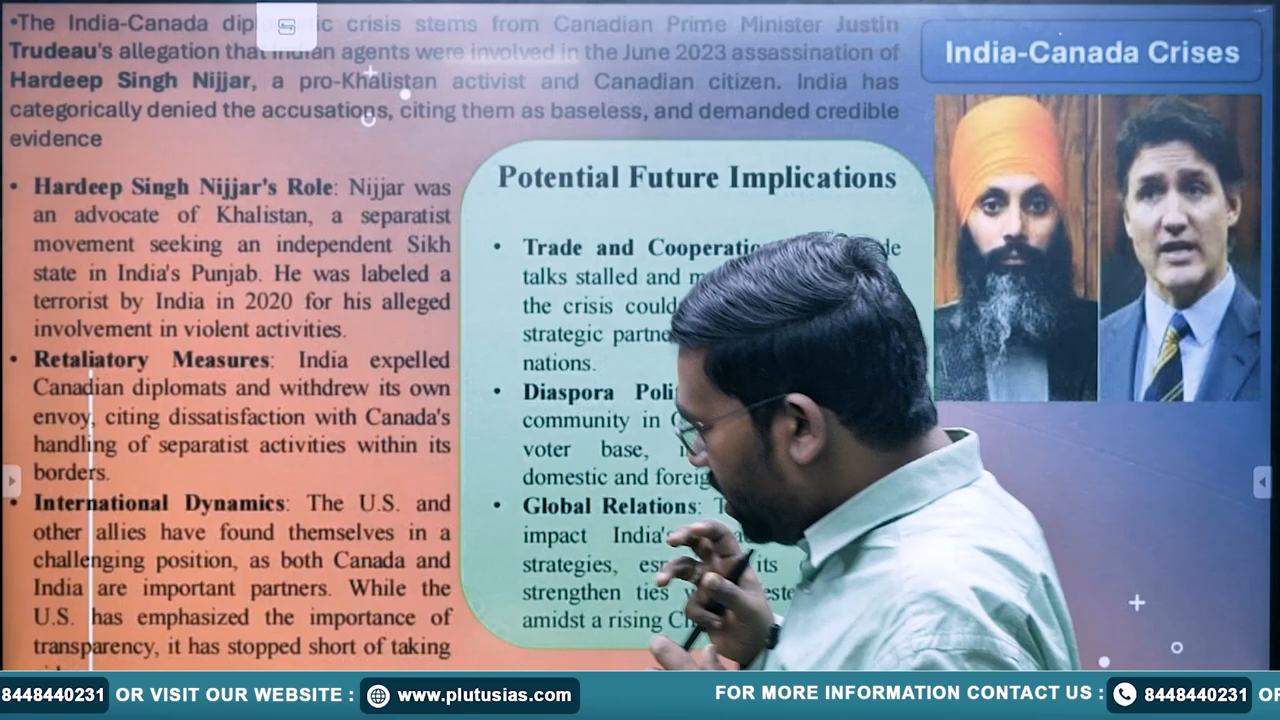 •The India-Canada crisis stems from Canadian Prime Minister Justin
Trudeau's allegation that Indian agents were involved in the June 2023 assassination of
Hardeep Singh Nijjar, a pro-Khalistan activist and Canadian citizen. India has
categorically denied the accusations, citing them as baseless, and demanded credible
evidence
India-Canada Crises
• Hardeep Singh Nijjar's Role: Nijjar was
an advocate of Khalistan, a separatist
movement seeking an independent Sikh
state in India's Punjab. He was labeled a
terrorist by India in 2020 for his alleged
involvement in violent activities.
• Retaliatory Measures: India expelled
Canadian diplomats and withdrew its own
envoy, citing dissatisfaction with Canada's
handling of separatist activities within its
borders.
• International Dynamics: The U.S. and
other allies have found themselves in a
challenging position, as both Canada and
India are important partners. While the
U.S. has emphasized the importance of
transparency, it has stopped short of taking
Potential Future Implications
• Trade and
talks stalled and
the crisis could
strategic
nations.
• Diaspora
community in
voter base,
domestic and
• Global Relations:
impact India's
strategies, its
strengthen ties
amidst a rising
8448440231 OR VISIT OUR WEBSITE : www.plutusias.com FOR MORE INFORMATION CONTACT US : 8448440231